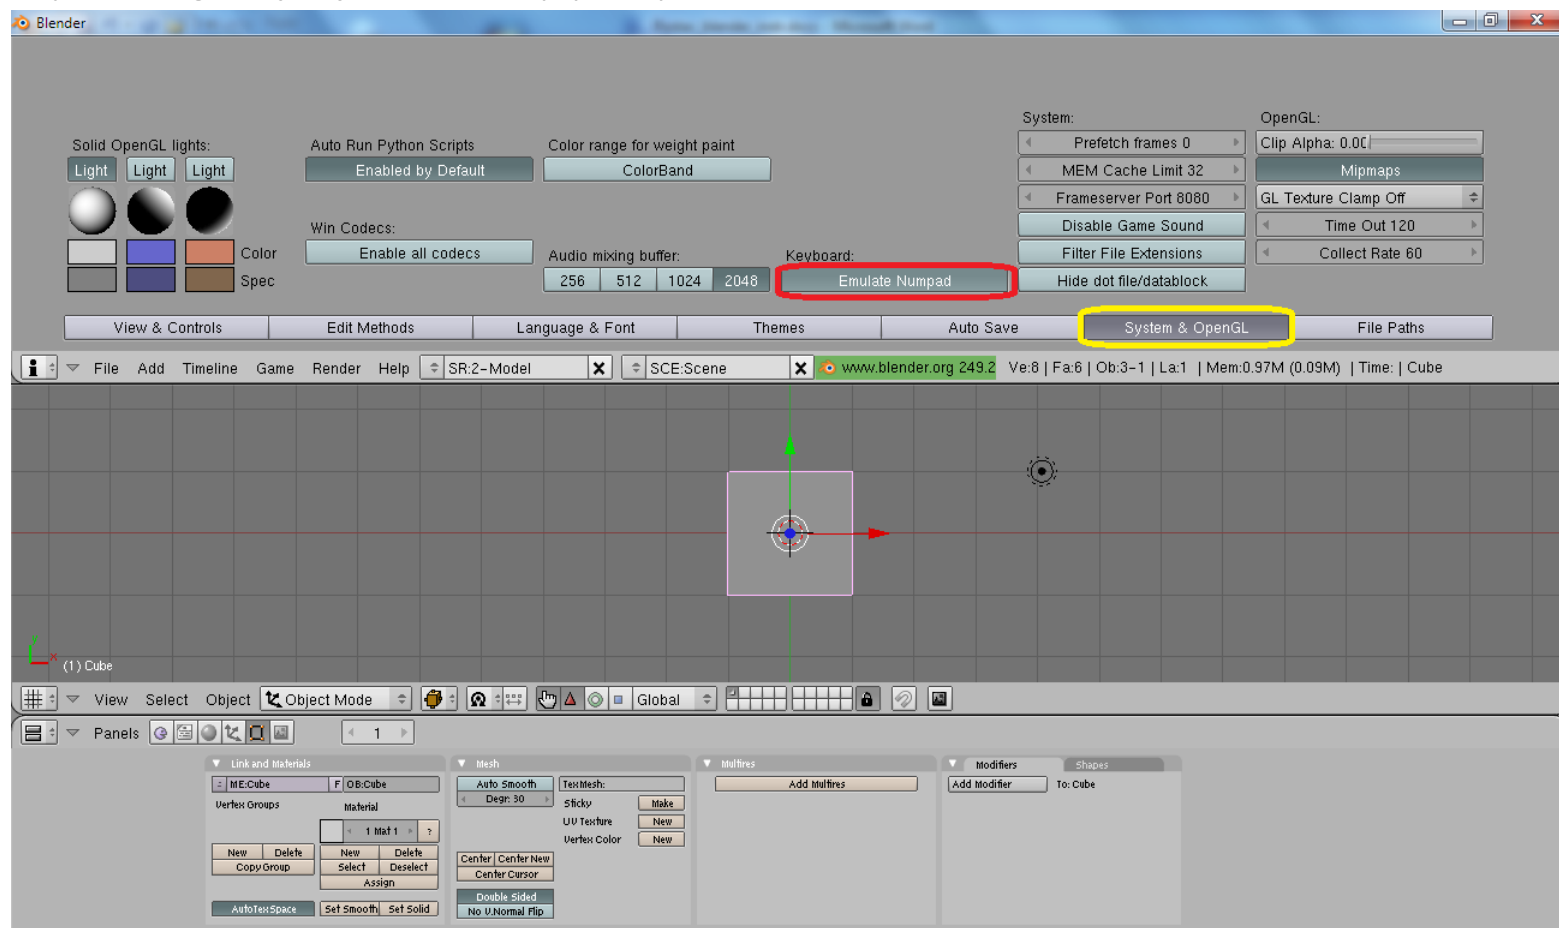 Blender
System:
OpenGL:
Solid OpenGL lights:
Auto Run Python Scripts
Color range for weight paint
Prefetch frames 0
Clip Alpha: 0.00
Light Light Light
Enabled by Default
ColorBand
MEM Cache Limit 32
Mipmaps
Frameserver Port 8080
GL Texture Clamp Off
Win Codecs:
Disable Game Sound
Time Out 120
Color
Enable all codecs
Audio mixing buffer:
Keyboard:
Filter File Extensions
Collect Rate 60
Spec
256 512 1024 2048
Emulate Numpad
Hide dot file/datablock
View & Controls Edit Methods Language & Font Themes Auto Save System & OpenGL File Paths
File Add Timeline Game Render Help SR:2-Model SCE:Scene www.blender.org 249.2 Ve:8 | Fa:6 | Ob:3-1 | La:1 | Mem:0.97M (0.09M) | Time: | Cube
(1) Cube
View Select Object Object Mode Global
Panels 1
Link and Materials
Mesh
Multires
Modifiers Shapes
ME:Cube F OB:Cube
Auto Smooth
TexMesh:
Add Multires
Add Modifier To: Cube
Vertex Groups
Material
Degr: 30
Sticky Make
1 Mat 1 ?
UV Texture New
Vertex Color New
New Delete New Delete
Copy Group Select Deselect
Center Center New
Assign
Center Cursor
Double Sided
AutoTexSpace Set Smooth Set Solid
No V.Normal Flip